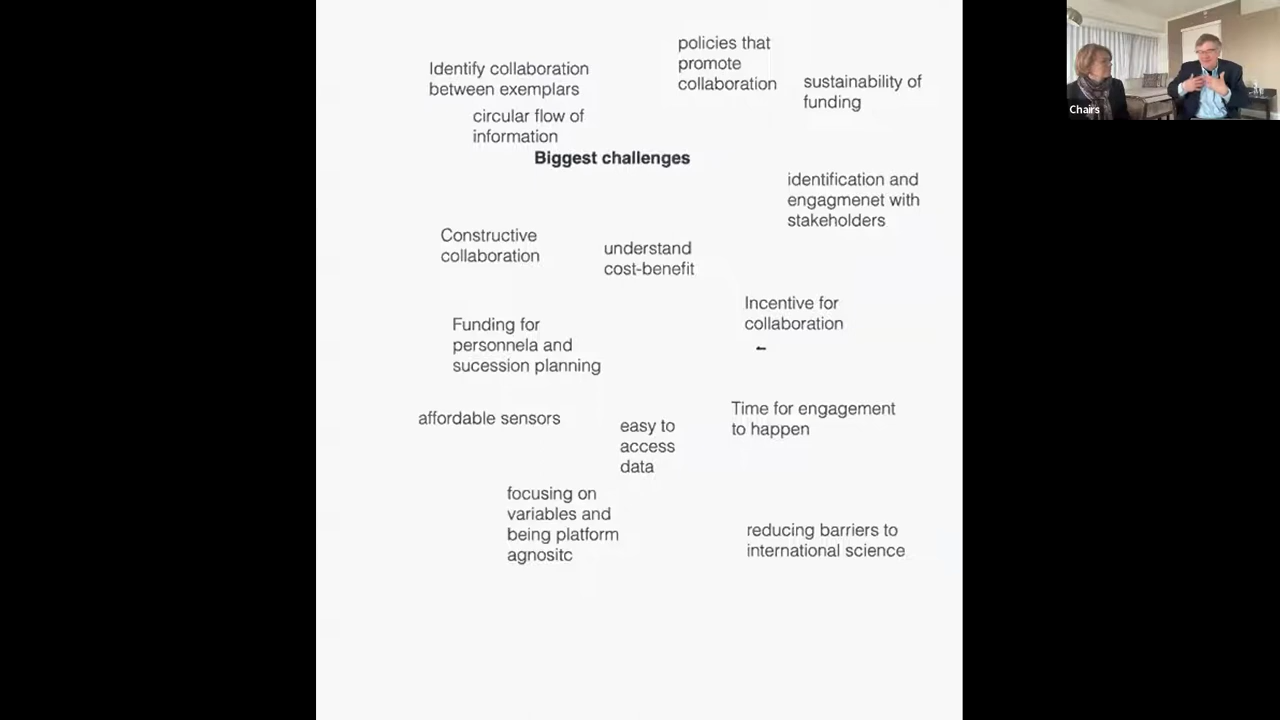 policies that
promote
collaboration
Identify collaboration
between exemplars
sustainability of
funding
circular flow of
information
Biggest challenges
identification and
engagmenet with
stakeholders
Constructive
collaboration
understand
cost-benefit
Incentive for
collaboration
Funding for
personnela and
sucession planning
affordable sensors
easy to
access
data
Time for engagement
to happen
focusing on
variables and
being platform
agnositc
reducing barriers to
international science
Chairs